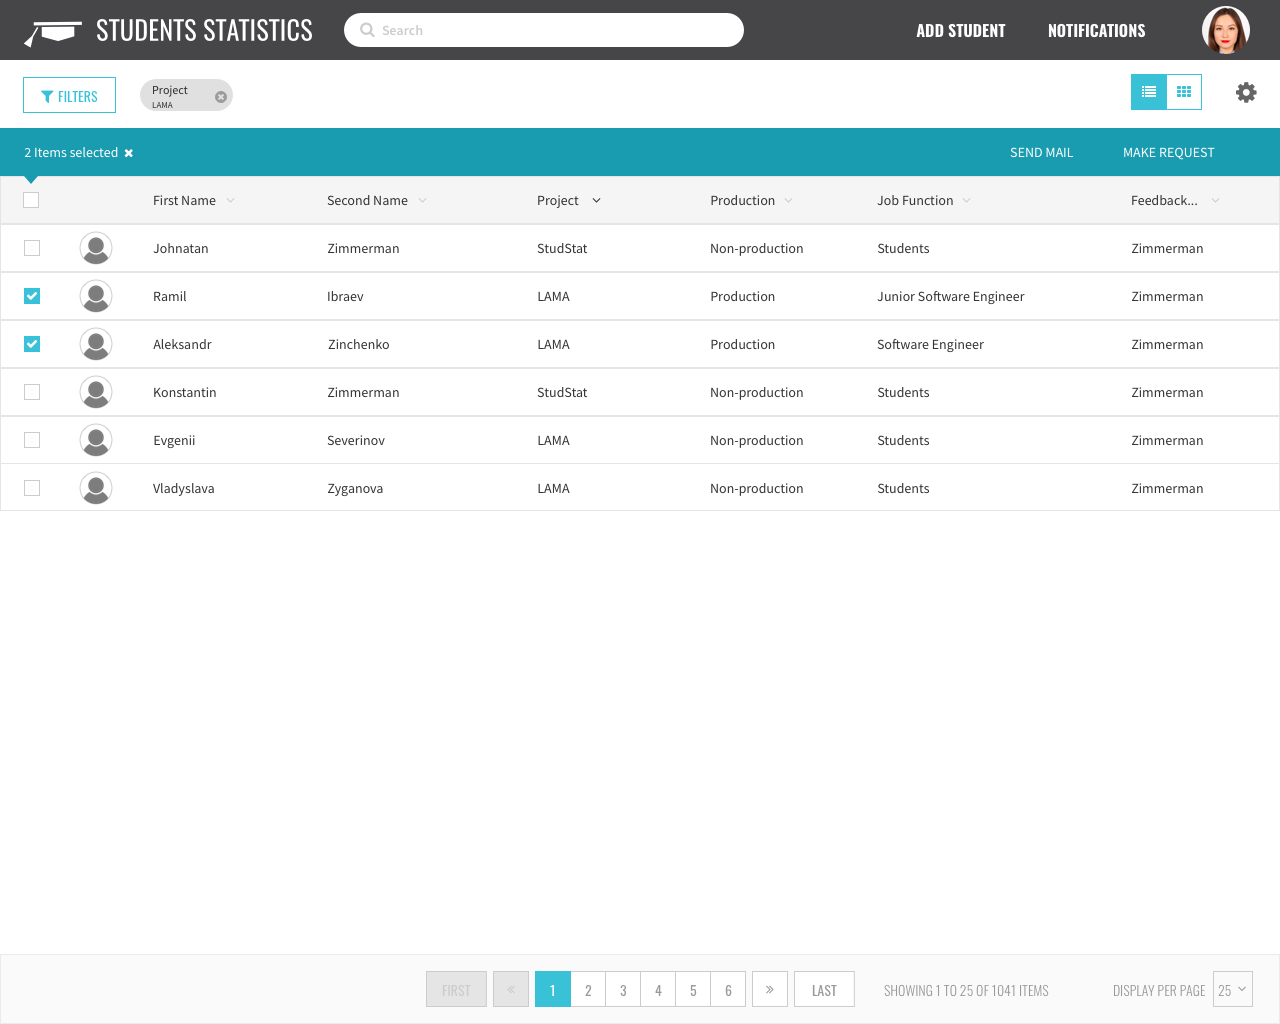 STUDENTS STATISTICS
Search
ADD STUDENT
NOTIFICATIONS
FILTERS
Project
LAMA
2 Items selected
SEND MAIL
MAKE REQUEST
First Name Second Name Project Production Job Function Feedback...
Johnatan Zimmerman StudStat Non-production Students Zimmerman
Ramil Ibraev LAMA Production Junior Software Engineer Zimmerman
Aleksandr Zinchenko LAMA Production Software Engineer Zimmerman
Konstantin Zimmerman StudStat Non-production Students Zimmerman
Evgenii Severinov LAMA Non-production Students Zimmerman
Vladyslava Zyganova LAMA Non-production Students Zimmerman
FIRST « 1 2 3 4 5 6 » LAST SHOWING 1 TO 25 OF 1041 ITEMS DISPLAY PER PAGE 25